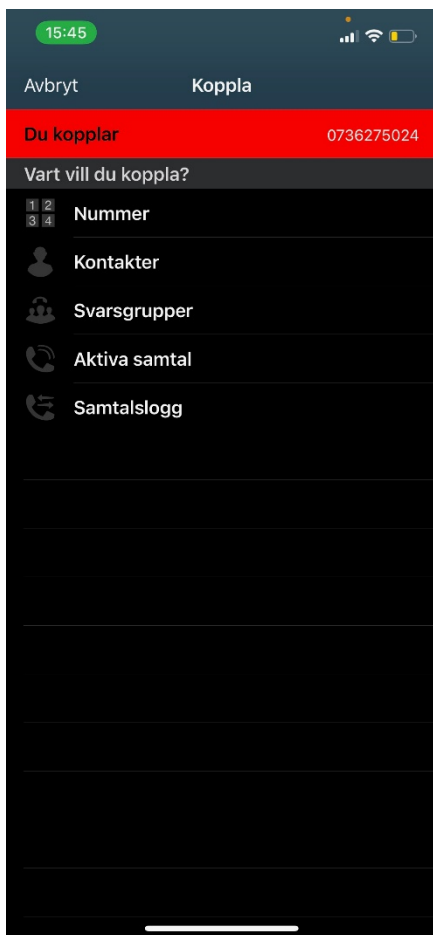 15:45
Avbryt Koppla
Du kopplar 0736275024
Vart vill du koppla?
1 2
3 4 Nummer
Kontakter
Svarsgrupper
Aktiva samtal
Samtalslogg